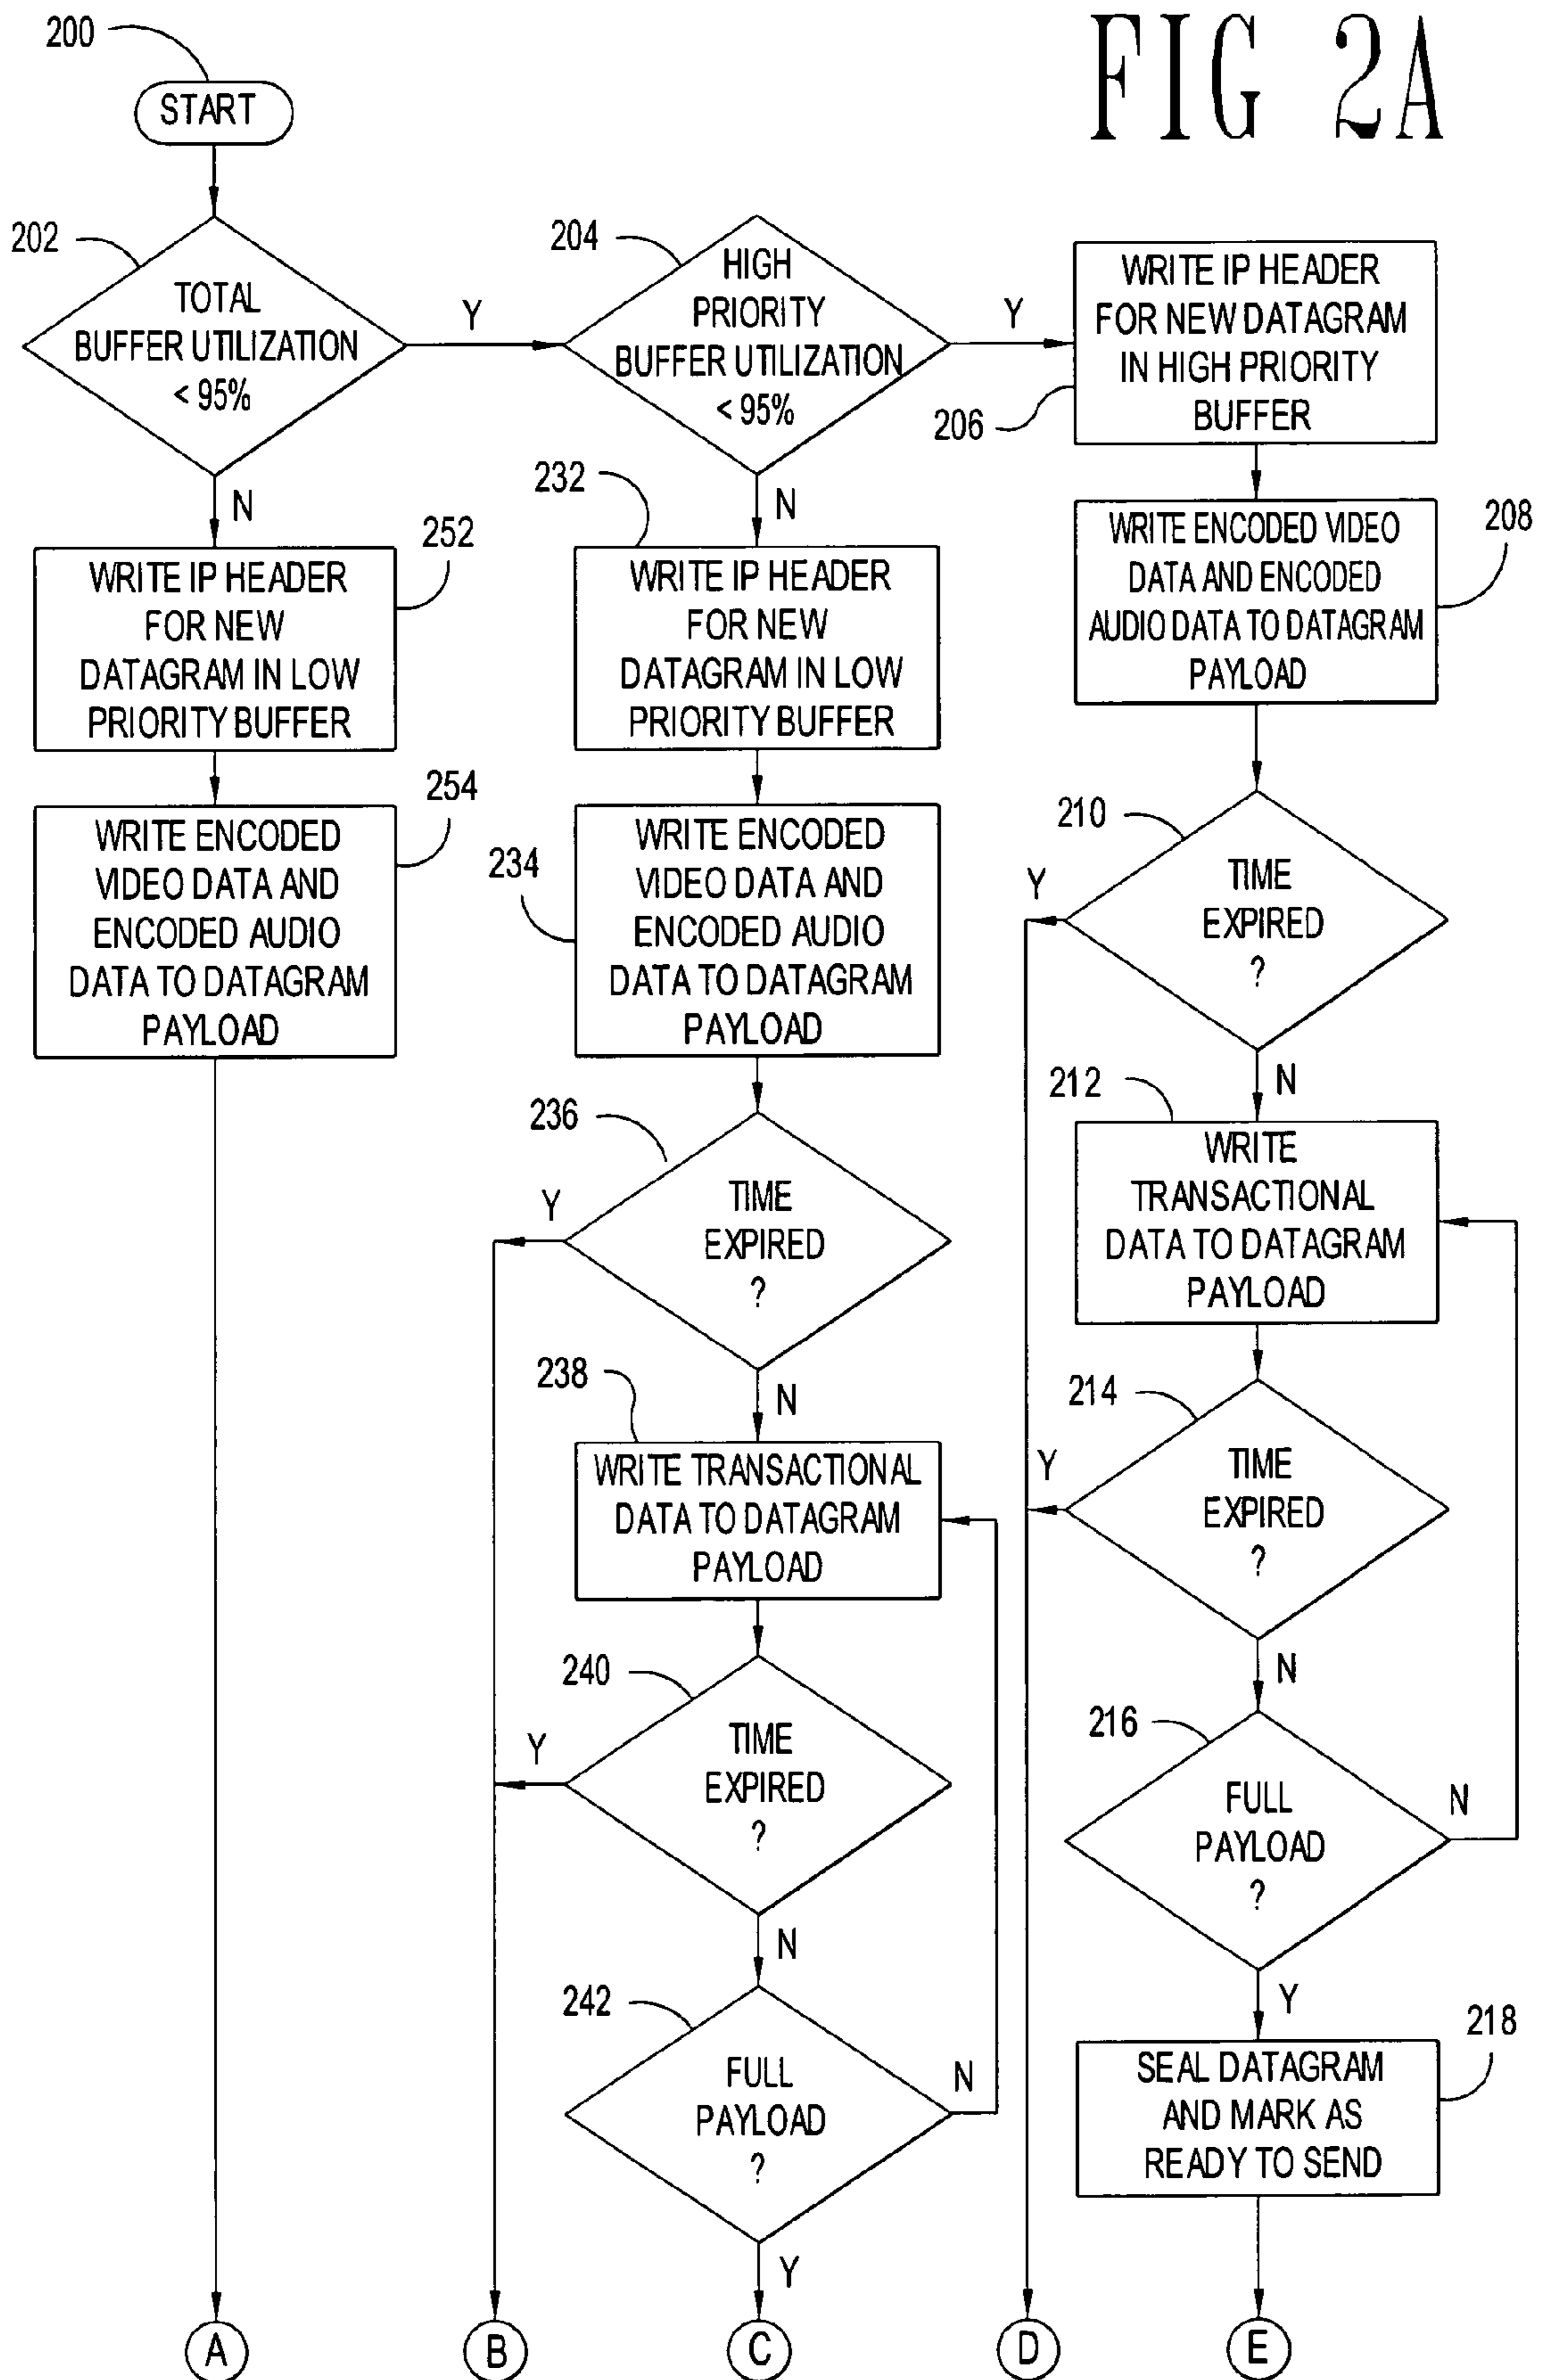 FIG 2A
200
START
202
TOTAL
BUFFER UTILIZATION
< 95%
Y
N
204
HIGH
PRIORITY
BUFFER UTILIZATION
< 95%
Y
N
WRITE IP HEADER
FOR NEW DATAGRAM
IN HIGH PRIORITY
BUFFER
206
252
WRITE IP HEADER
FOR NEW
DATAGRAM IN LOW
PRIORITY BUFFER
254
WRITE ENCODED
VIDEO DATA AND
ENCODED AUDIO
DATA TO DATAGRAM
PAYLOAD
232
WRITE IP HEADER
FOR NEW
DATAGRAM IN LOW
PRIORITY BUFFER
234
WRITE ENCODED
VIDEO DATA AND
ENCODED AUDIO
DATA TO DATAGRAM
PAYLOAD
236
TIME
EXPIRED
?
Y
N
238
WRITE TRANSACTIONAL
DATA TO DATAGRAM
PAYLOAD
240
TIME
EXPIRED
?
Y
N
242
FULL
PAYLOAD
?
N
Y
208
WRITE ENCODED VIDEO
DATA AND ENCODED
AUDIO DATA TO DATAGRAM
PAYLOAD
210
TIME
EXPIRED
?
Y
N
212
WRITE
TRANSACTIONAL
DATA TO DATAGRAM
PAYLOAD
214
TIME
EXPIRED
?
Y
N
216
FULL
PAYLOAD
?
N
Y
218
SEAL DATAGRAM
AND MARK AS
READY TO SEND
A
B
C
D
E